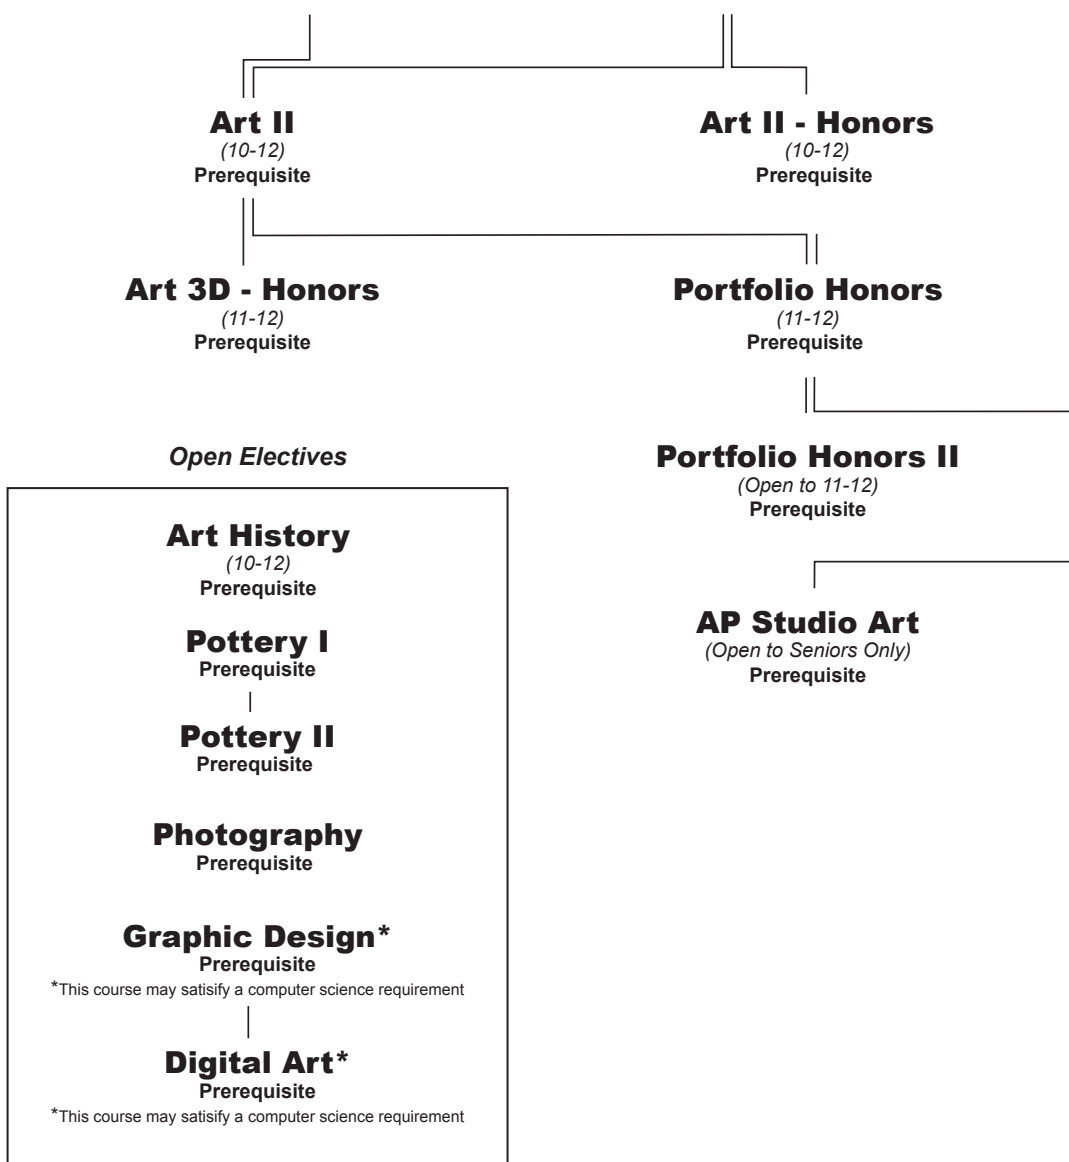 Art II
(10-12)
Prerequisite
Art II - Honors
(10-12)
Prerequisite
Art 3D - Honors
(11-12)
Prerequisite
Portfolio Honors
(11-12)
Prerequisite
Open Electives
Art History
(10-12)
Prerequisite
Pottery I
Prerequisite
Pottery II
Prerequisite
Photography
Prerequisite
Graphic Design*
Prerequisite
*This course may satisify a computer science requirement
Digital Art*
Prerequisite
*This course may satisify a computer science requirement
Portfolio Honors II
(Open to 11-12)
Prerequisite
AP Studio Art
(Open to Seniors Only)
Prerequisite